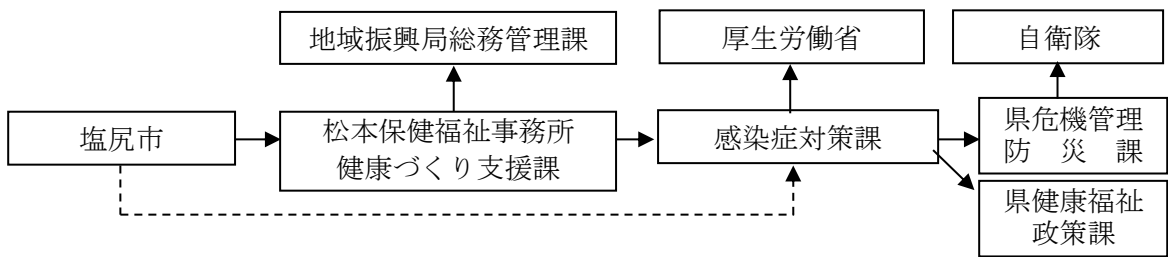 地域振興局総務管理課
厚生労働省
自衛隊
塩尻市
松本保健福祉事務所
健康づくり支援課
感染症対策課
県危機管理
防　災　課
県健康福祉
政策課